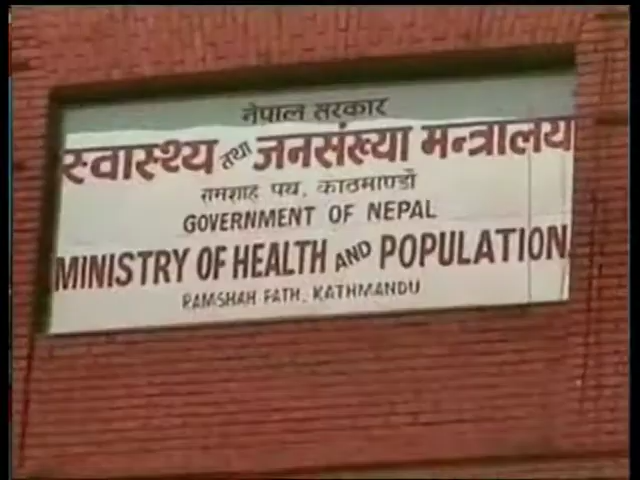 नेपाल सरकार
स्वास्थ्य तथा जनसंख्या मन्त्रालय
रामशाह पथ, काठमाण्डौ
GOVERNMENT OF NEPAL
MINISTRY OF HEALTH AND POPULATION
RAMSHAH PATH, KATHMANDU